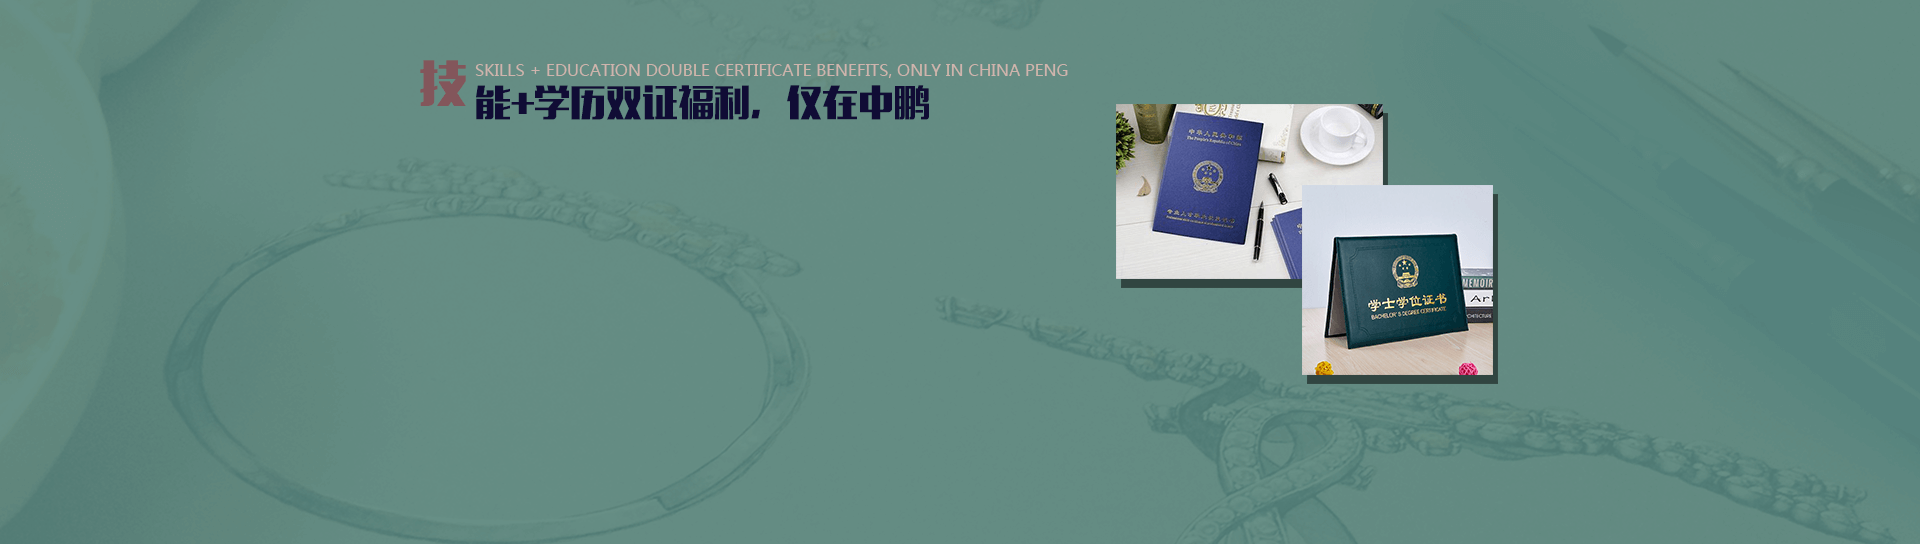 SKILLS + EDUCATION DOUBLE CERTIFICATE BENEFITS, ONLY IN CHINA PENG
技能+学历双证福利，仅在中鹏
中华人民共和国
The People's Republic of China
学士学位证书
BACHELOR'S DEGREE CERTIFICATE
MEMOIR
Ar